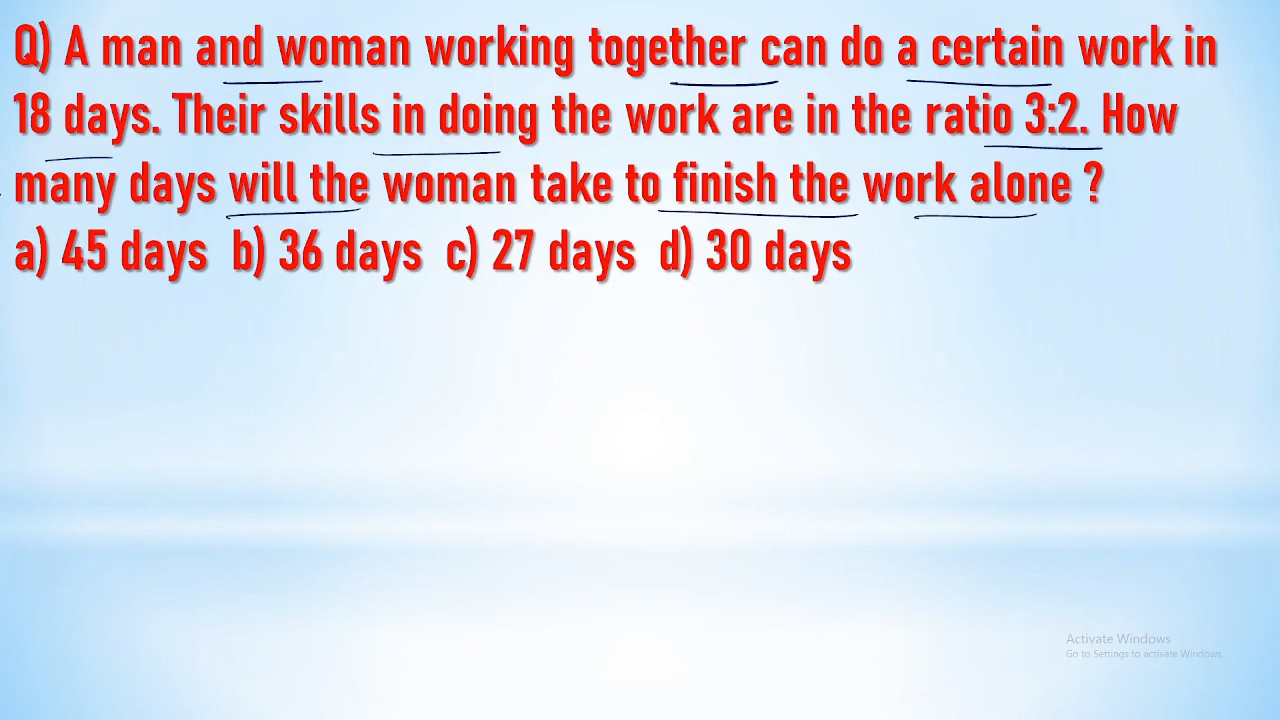 Q) A man and woman working together can do a certain work in
18 days. Their skills in doing the work are in the ratio 3:2. How
many days will the woman take to finish the work alone ?
a) 45 days b) 36 days c) 27 days d) 30 days
Activate Windows
Go to Settings to activate Windows.